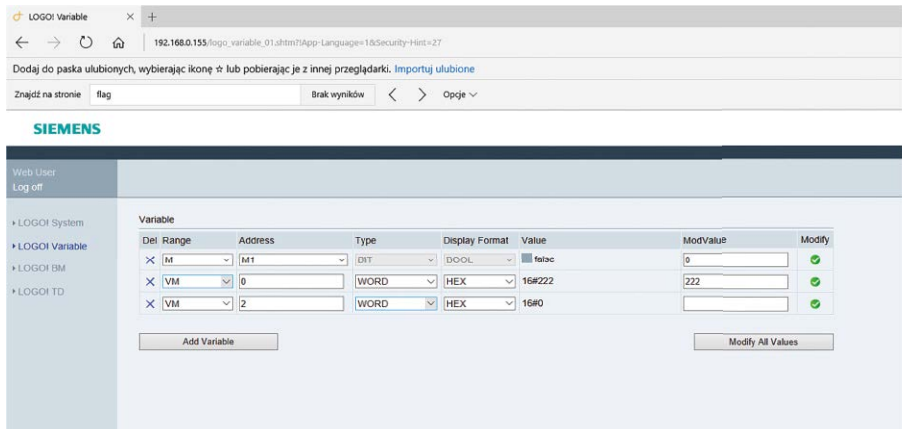 LOGO! Variable
192.168.0.155/logo_variable_01.shtm?!App-Language=1&Security-Hint=27
Dodaj do paska ulubionych, wybierając ikonę ☆ lub pobierając je z innej przeglądarki. Importuj ulubione
Znajdź na stronie flag Brak wyników Opcje
SIEMENS
Web User
Log off
LOGO! System
LOGO! Variable
LOGO! BM
LOGO! TD
Variable
Del Range Address Type Display Format Value ModValue Modify
M M1 BIT BOOL false 0
VM 0 WORD HEX 16#222 222
VM 2 WORD HEX 16#0
Add Variable Modify All Values